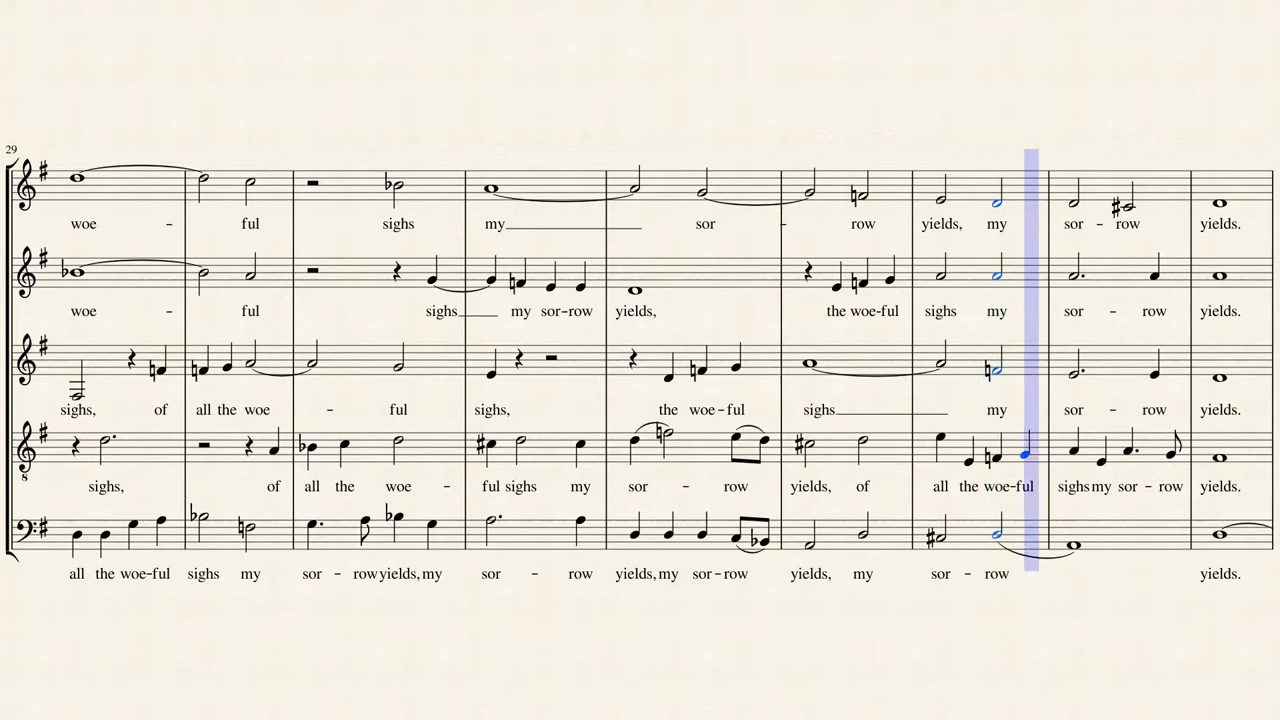 29
woe - ful sighs my sor - row yields, my sor - row yields.
woe - ful sighs my sor-row yields, the woe-ful sighs my sor - row yields.
sighs, of all the woe - ful sighs, the woe-ful sighs my sor - row yields.
8
sighs, of all the woe - ful sighs my sor - row yields, of all the woe-ful sighs my sor - row yields.
all the woe-ful sighs my sor - row yields, my sor - row yields, my sor-row yields, my sor - row yields.